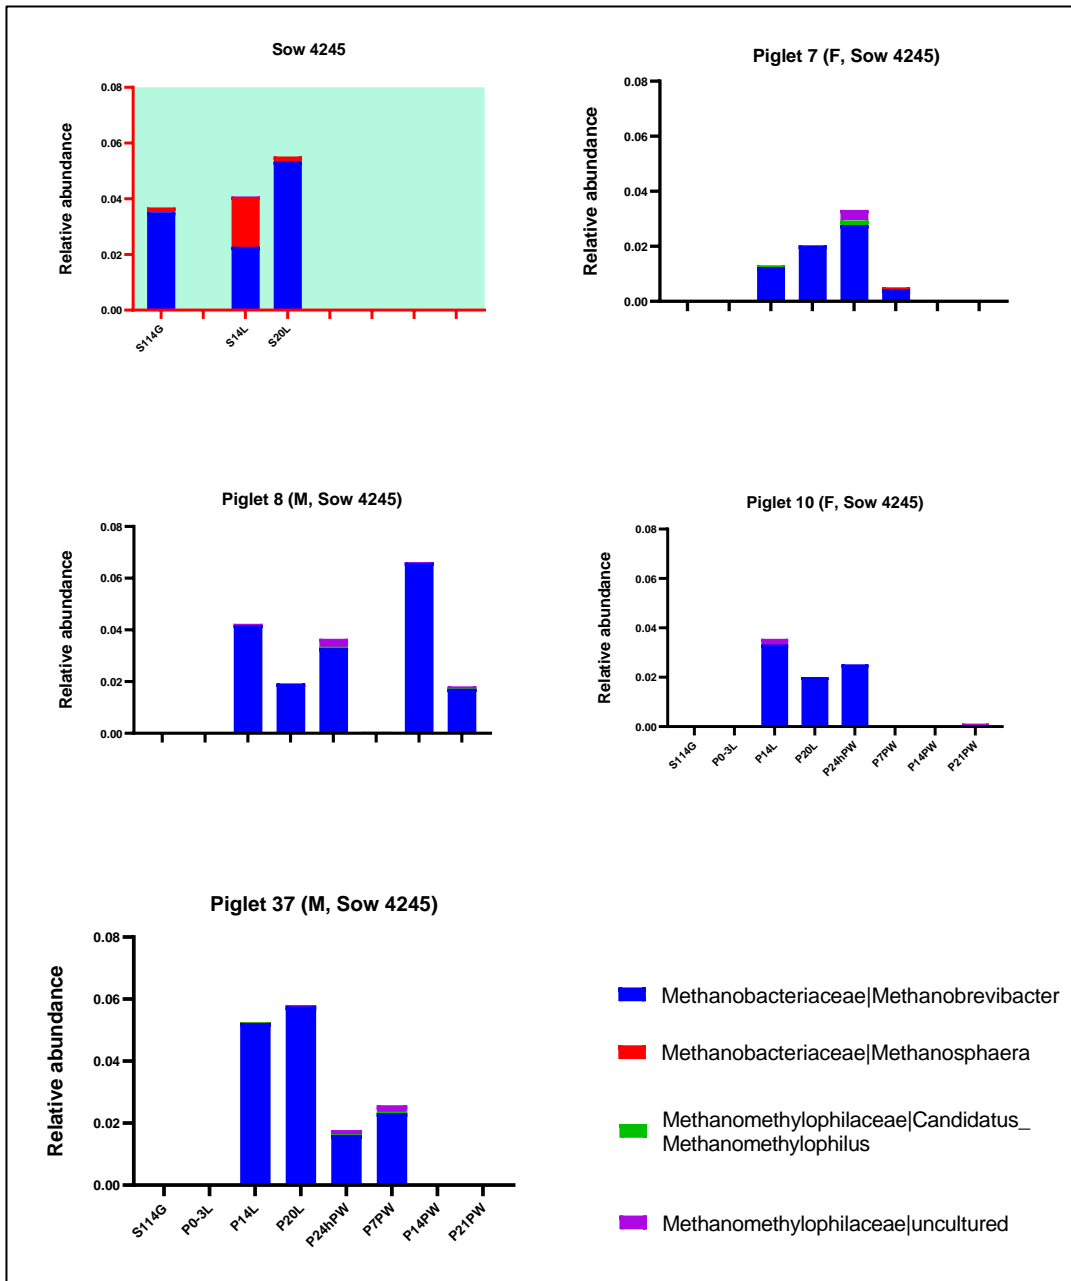 Sow 4245
Relative abundance
0.08
0.06
0.04
0.02
0.00
S114G
S14L
S20L
Piglet 7 (F, Sow 4245)
Relative abundance
0.08
0.06
0.04
0.02
0.00
Piglet 8 (M, Sow 4245)
Relative abundance
0.08
0.06
0.04
0.02
0.00
Piglet 10 (F, Sow 4245)
Relative abundance
0.08
0.06
0.04
0.02
0.00
S114G
P0-3L
P14L
P20L
P24hPW
P7PW
P14PW
P21PW
Piglet 37 (M, Sow 4245)
Relative abundance
0.08
0.06
0.04
0.02
0.00
S114G
P0-3L
P14L
P20L
P24hPW
P7PW
P14PW
P21PW
Methanobacteriaceae|Methanobrevibacter
Methanobacteriaceae|Methanosphaera
Methanomethylophilaceae|Candidatus_
Methanomethylophilus
Methanomethylophilaceae|uncultured